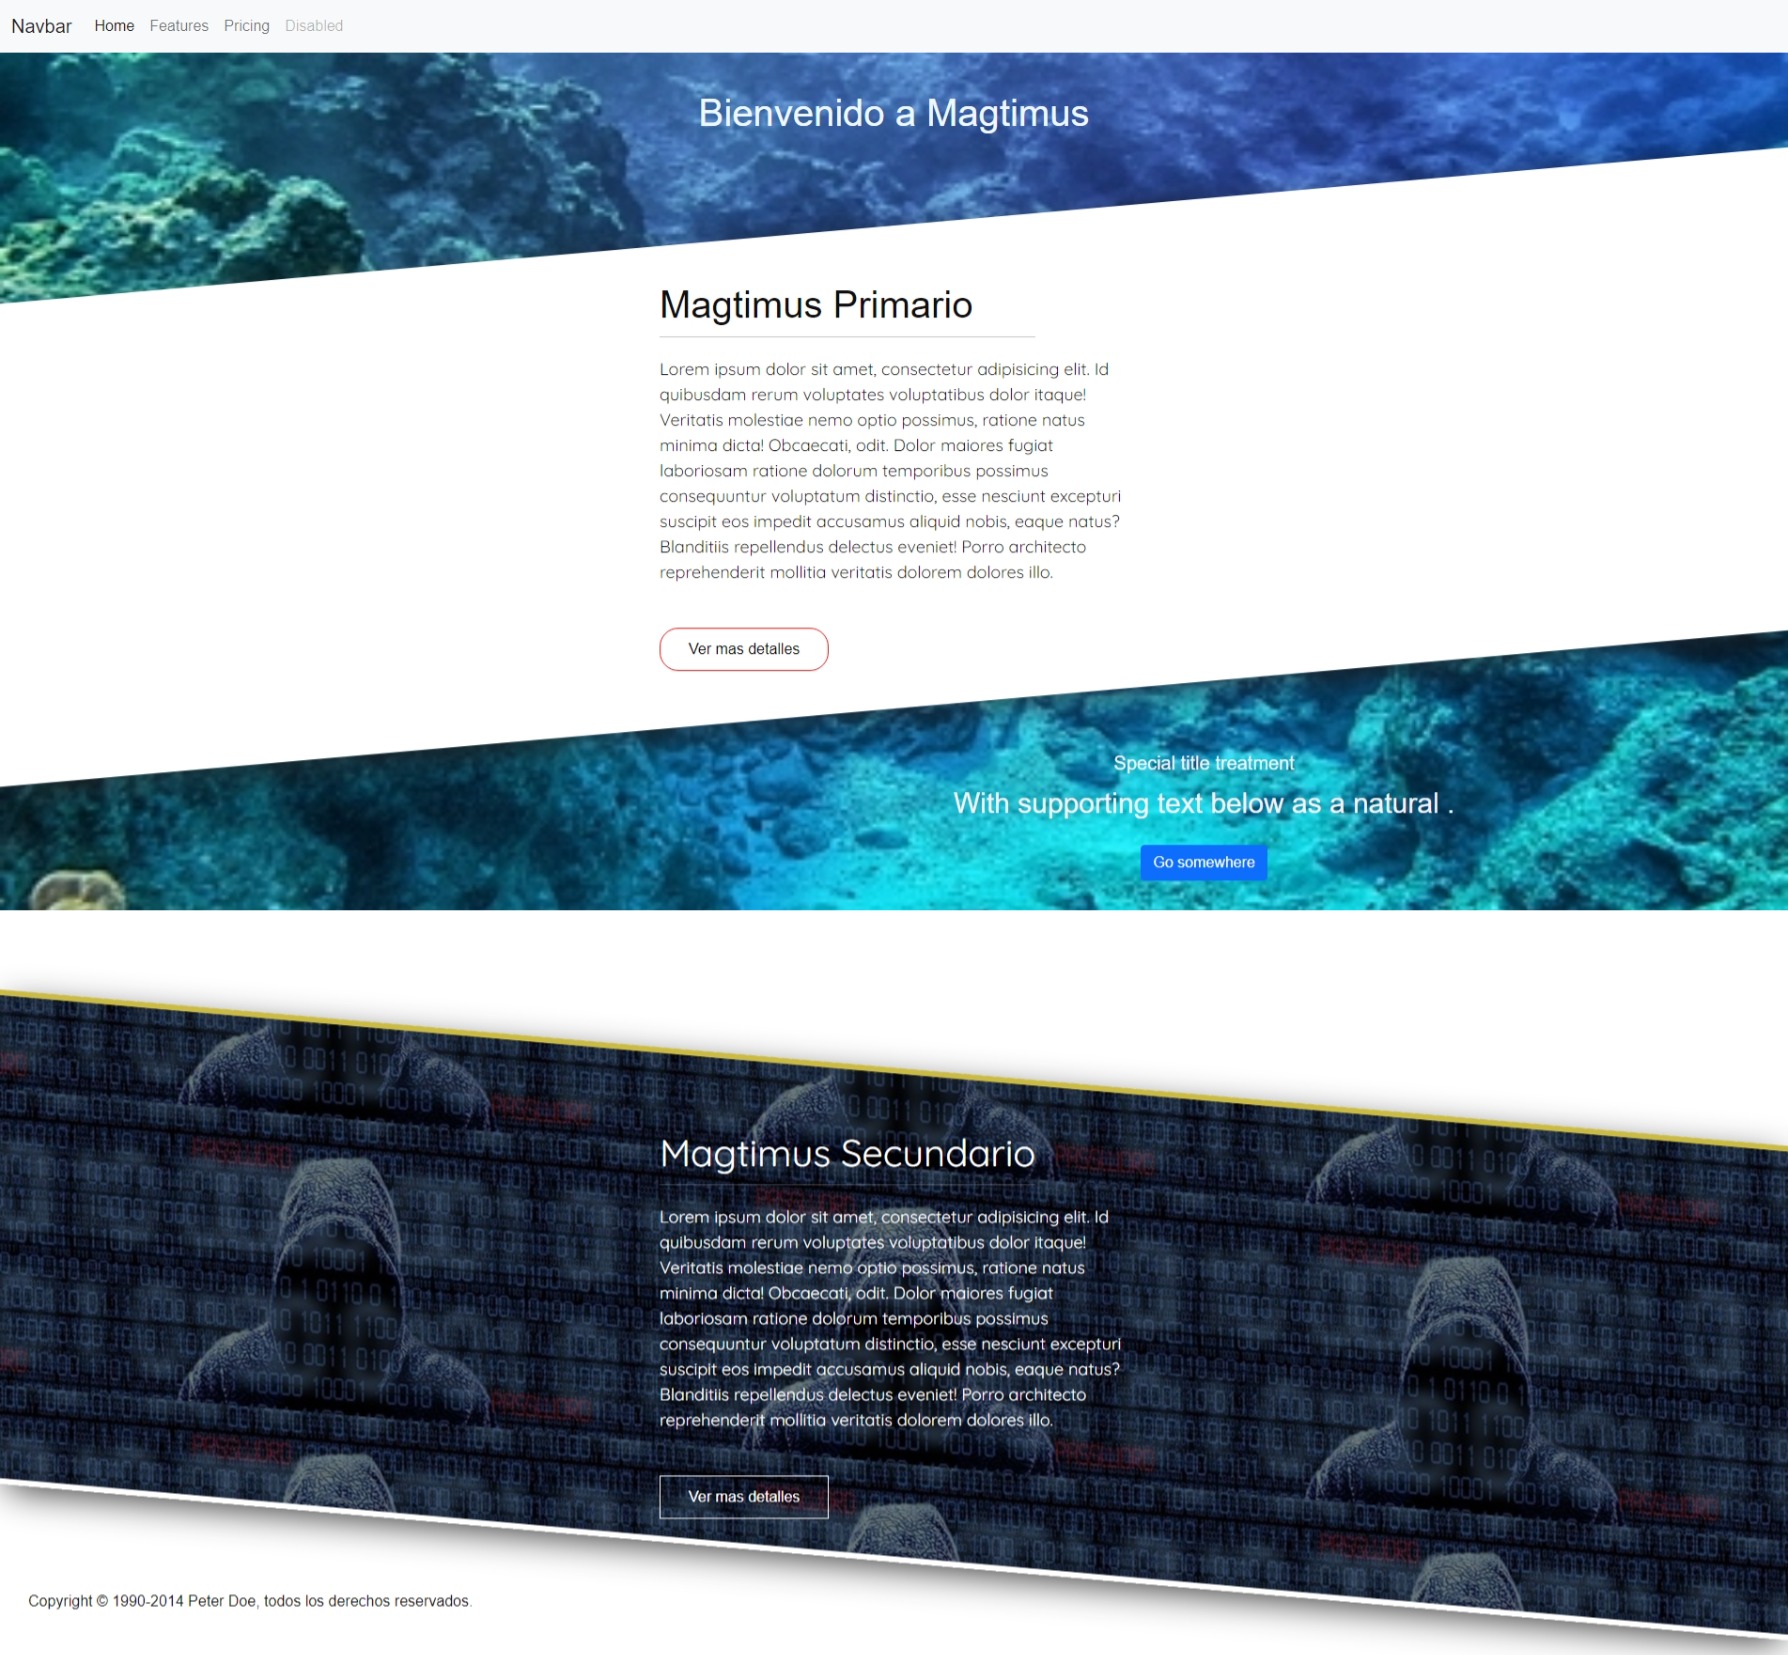 Navbar Home Features Pricing Disabled
Bienvenido a Magtimus
Magtimus Primario
Lorem ipsum dolor sit amet, consectetur adipisicing elit. Id
quibusdam rerum voluptates voluptatibus dolor itaque!
Veritatis molestiae nemo optio possimus, ratione natus
minima dicta! Obcaecati, odit. Dolor maiores fugiat
laboriosam ratione dolorum temporibus possimus
consequuntur voluptatum distinctio, esse nesciunt excepturi
suscipit eos impedit accusamus aliquid nobis, eaque natus?
Blanditiis repellendus delectus eveniet! Porro architecto
reprehenderit mollitia veritatis dolorem dolores illo.
Ver mas detalles
Special title treatment
With supporting text below as a natural .
Go somewhere
Magtimus Secundario
Lorem ipsum dolor sit amet, consectetur adipisicing elit. Id
quibusdam rerum voluptates voluptatibus dolor itaque!
Veritatis molestiae nemo optio possimus, ratione natus
minima dicta! Obcaecati, odit. Dolor maiores fugiat
laboriosam ratione dolorum temporibus possimus
consequuntur voluptatum distinctio, esse nesciunt excepturi
suscipit eos impedit accusamus aliquid nobis, eaque natus?
Blanditiis repellendus delectus eveniet! Porro architecto
reprehenderit mollitia veritatis dolorem dolores illo.
Ver mas detalles
Copyright © 1990-2014 Peter Doe, todos los derechos reservados.